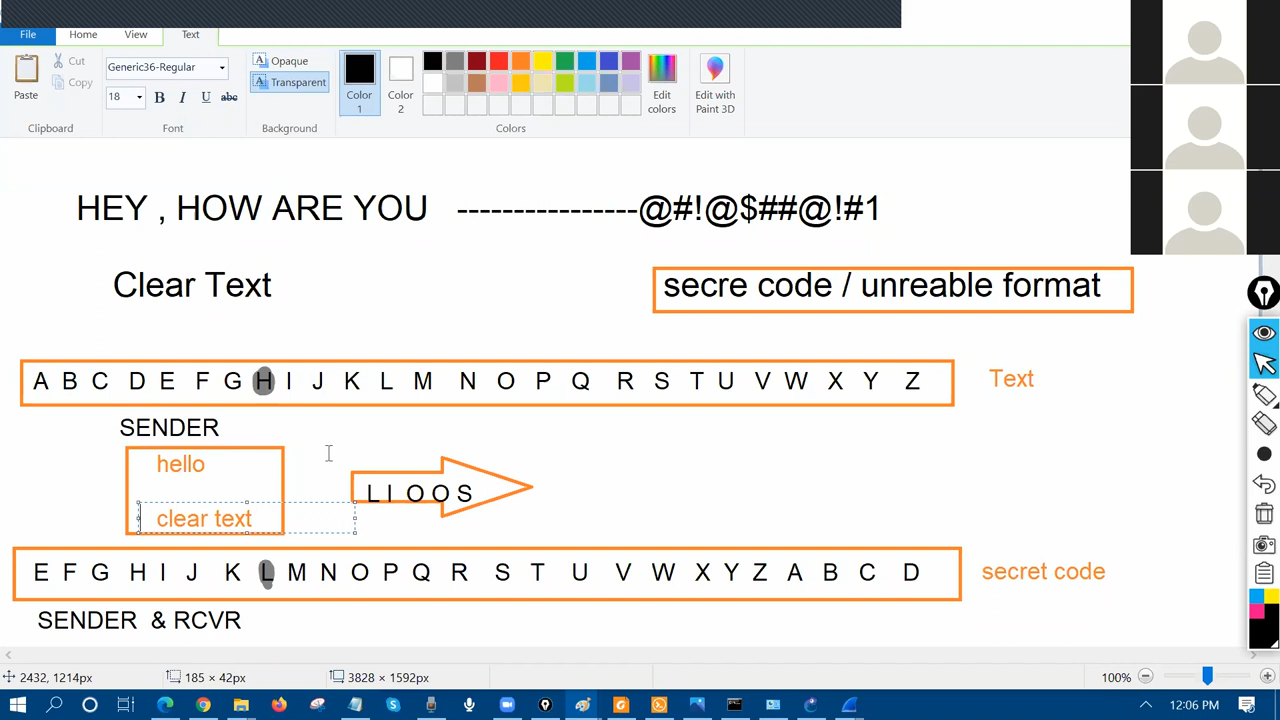 File Home View Text
Paste Cut Copy Generic36-Regular 18 B I U abc Opaque Transparent Color 1 Color 2 Edit colors Edit with Paint 3D
Clipboard Font Background Colors
HEY , HOW ARE YOU ----------------@#!@$##@!#1
Clear Text secre code / unreable format
A B C D E F G H I J K L M N O P Q R S T U V W X Y Z Text
SENDER
hello
L I O O S
clear text
E F G H I J K L M N O P Q R S T U V W X Y Z A B C D secret code
SENDER & RCVR
2432, 1214px 185 × 42px 3828 × 1592px 100%
12:06 PM